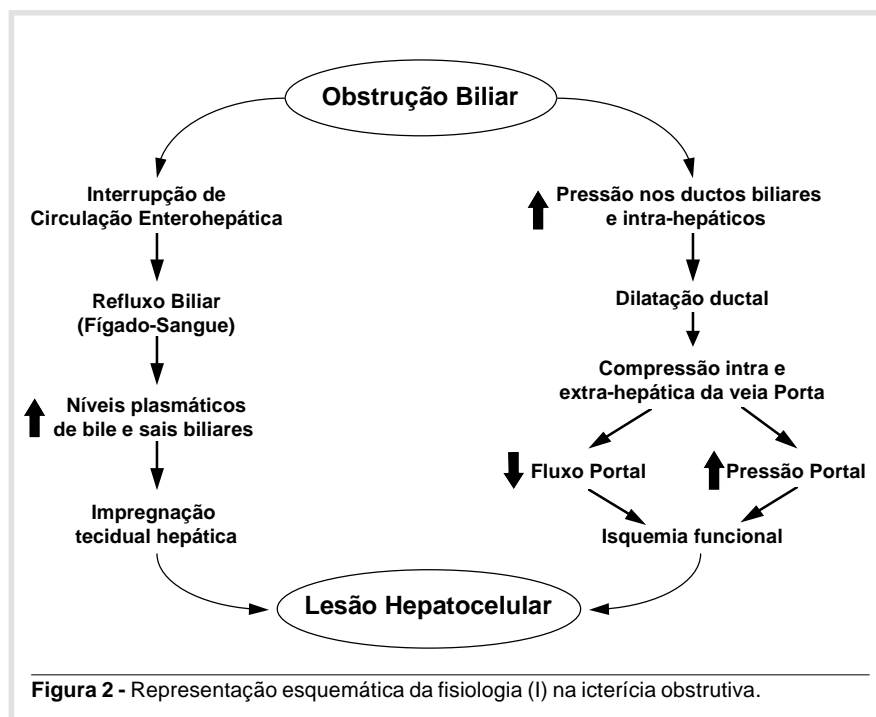 Obstrução Biliar
Interrupção de
Circulação Enterohepática
Refluxo Biliar
(Fígado-Sangue)
Níveis plasmáticos
de bile e sais biliares
Impregnação
tecidual hepática
Pressão nos ductos biliares
e intra-hepáticos
Dilatação ductal
Compressão intra e
extra-hepática da veia Porta
Fluxo Portal
Pressão Portal
Isquemia funcional
Lesão Hepatocelular
Figura 2 - Representação esquemática da fisiologia (I) na icterícia obstrutiva.